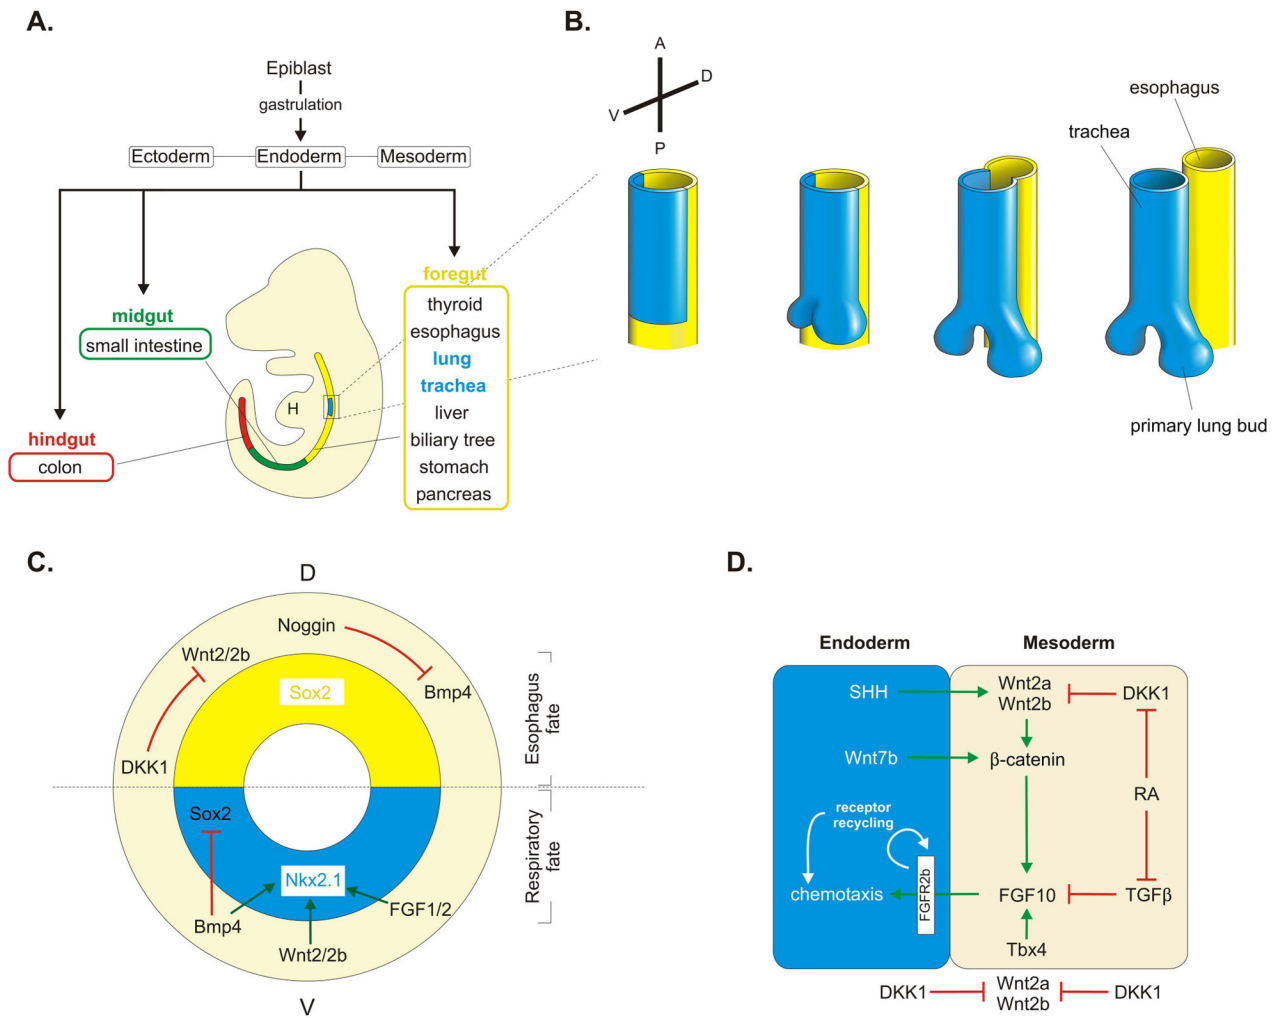 A.
Epiblast
gastrulation
Ectoderm
Endoderm
Mesoderm
foregut
thyroid
esophagus
lung
trachea
liver
biliary tree
stomach
pancreas
midgut
small intestine
hindgut
colon
H
B.
A
D
V
P
esophagus
trachea
primary lung bud
C.
D
Noggin
Wnt2/2b
Bmp4
Sox2
DKK1
Esophagus
fate
Sox2
Nkx2.1
Bmp4
FGF1/2
Wnt2/2b
Respiratory
fate
V
D.
Endoderm
Mesoderm
SHH
Wnt2a
Wnt2b
DKK1
Wnt7b
β-catenin
RA
receptor
recycling
FGFR2b
chemotaxis
FGF10
TGFβ
Tbx4
DKK1
Wnt2a
Wnt2b
DKK1